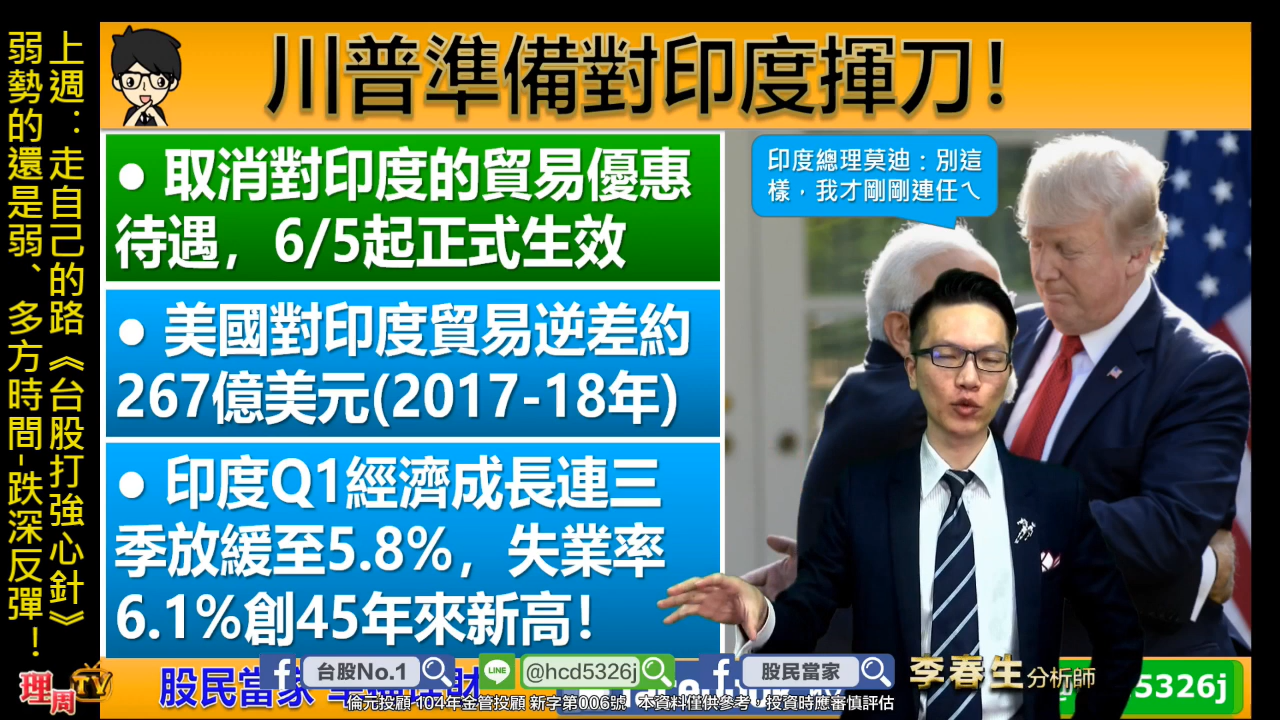 上週：走自己的路《台股打強心針》
弱勢的還是弱、多方時間-跌深反彈！
川普準備對印度揮刀！
● 取消對印度的貿易優惠
待遇，6/5起正式生效
● 美國對印度貿易逆差約
267億美元(2017-18年)
● 印度Q1經濟成長連三
季放緩至5.8%，失業率
6.1%創45年來新高！
印度總理莫迪：別這
樣，我才剛剛連任ㄟ
理周TV
股民當家
f 台股No.1
LINE @hcd5326j
f 股民當家
李春生分析師
5326j
倫元投顧 104年金管投顧 新字第006號 本資料僅供參考，投資時應審慎評估